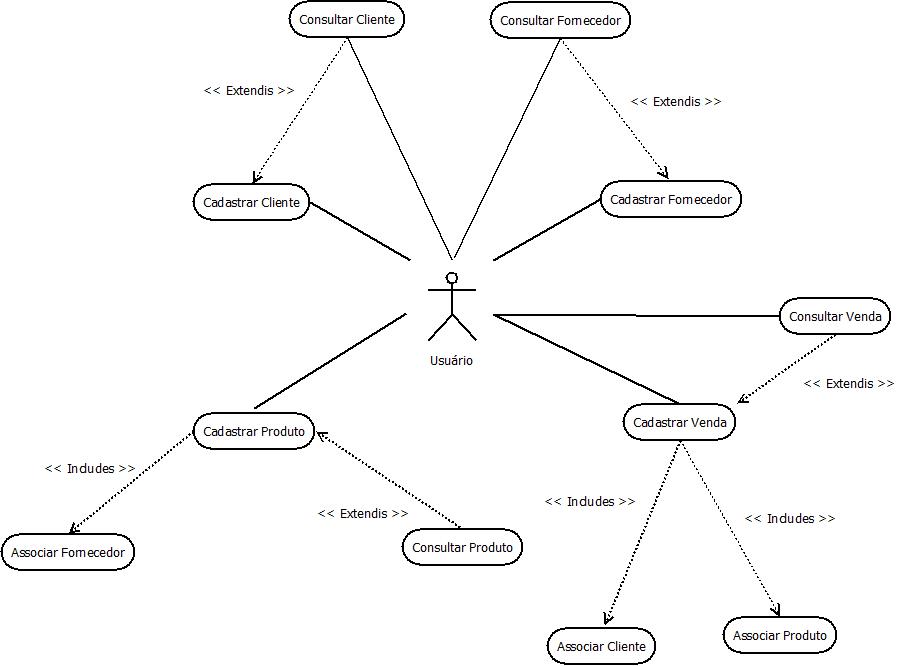 Consultar Cliente
Consultar Fornecedor
<< Extendis >>
<< Extendis >>
Cadastrar Cliente
Cadastrar Fornecedor
Consultar Venda
Usuário
<< Extendis >>
Cadastrar Produto
Cadastrar Venda
<< Includes >>
<< Extendis >>
<< Includes >>
<< Includes >>
Associar Fornecedor
Consultar Produto
Associar Cliente
Associar Produto